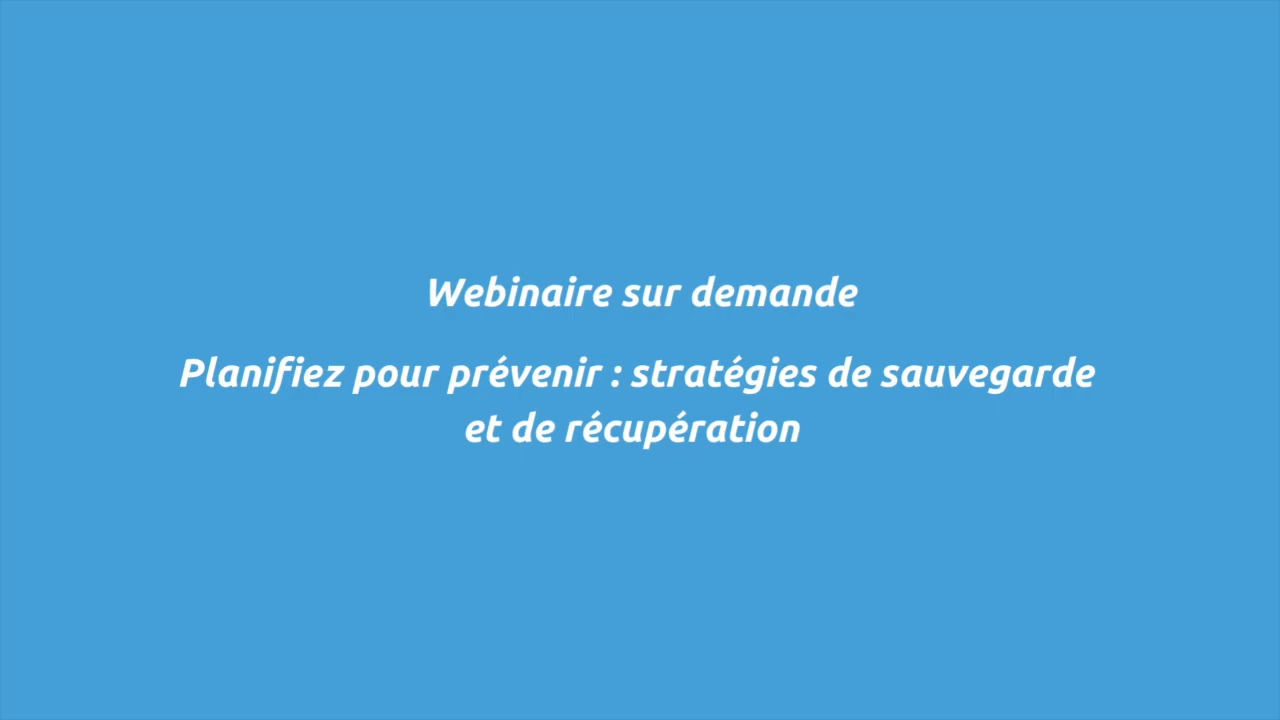 Webinaire sur demande
Planifiez pour prévenir : stratégies de sauvegarde
et de récupération